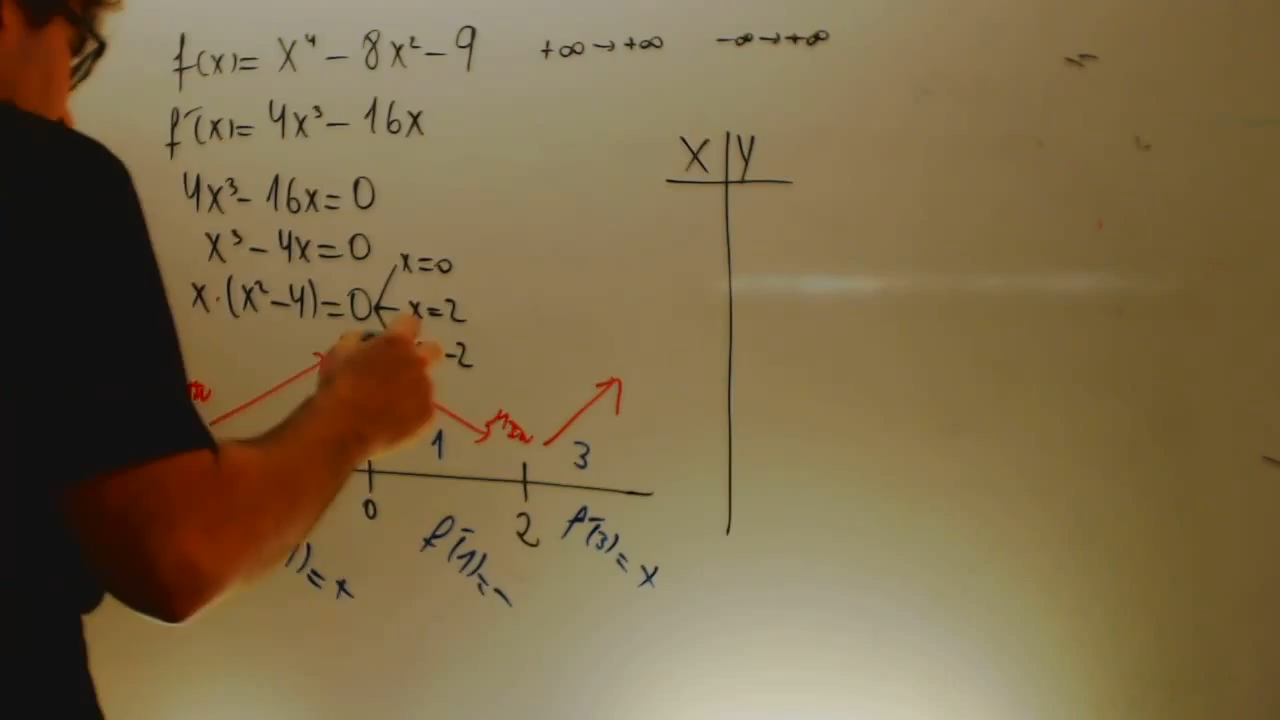 f(x)= x⁴ - 8x² - 9 +∞→+∞ -∞→+∞
f'(x)= 4x³ - 16x
X | Y
4x³ - 16x = 0
x³ - 4x = 0
x=0
x·(x²-4)=0
x=2
-2
Min
1
3
0
2
f'(1)= -
f'(3)= +
)= +